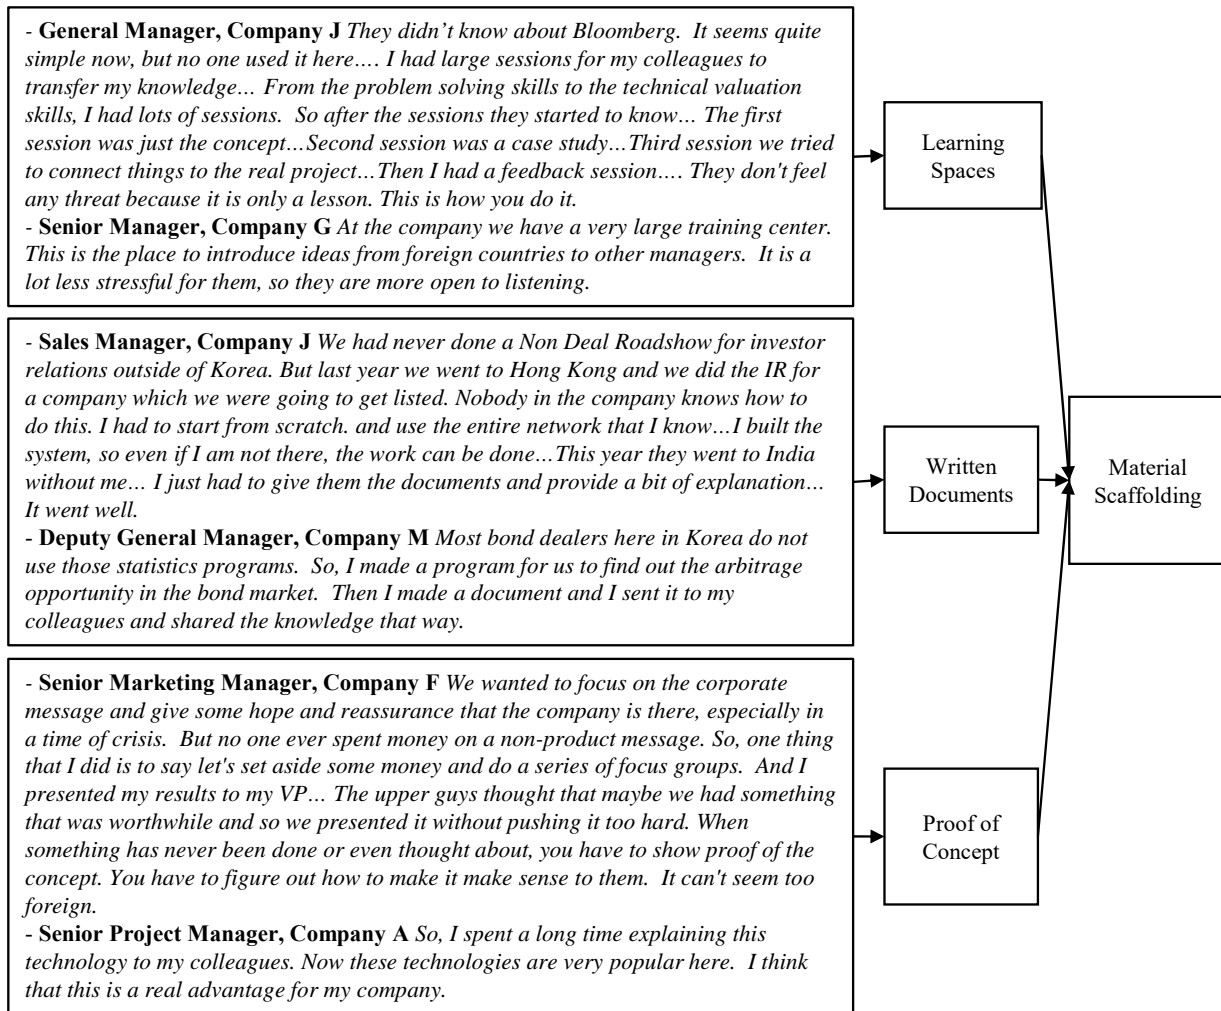 - General Manager, Company J They didn’t know about Bloomberg.  It seems quite
simple now, but no one used it here…. I had large sessions for my colleagues to
transfer my knowledge… From the problem solving skills to the technical valuation
skills, I had lots of sessions.  So after the sessions they started to know… The first
session was just the concept…Second session was a case study…Third session we tried
to connect things to the real project…Then I had a feedback session…. They don't feel
any threat because it is only a lesson. This is how you do it.
- Senior Manager, Company G At the company we have a very large training center.
This is the place to introduce ideas from foreign countries to other managers.  It is a
lot less stressful for them, so they are more open to listening.
Learning
Spaces
- Sales Manager, Company J We had never done a Non Deal Roadshow for investor
relations outside of Korea. But last year we went to Hong Kong and we did the IR for
a company which we were going to get listed. Nobody in the company knows how to
do this. I had to start from scratch. and use the entire network that I know…I built the
system, so even if I am not there, the work can be done…This year they went to India
without me… I just had to give them the documents and provide a bit of explanation…
It went well.
- Deputy General Manager, Company M Most bond dealers here in Korea do not
use those statistics programs.  So, I made a program for us to find out the arbitrage
opportunity in the bond market.  Then I made a document and I sent it to my
colleagues and shared the knowledge that way.
Written
Documents
Material
Scaffolding
- Senior Marketing Manager, Company F We wanted to focus on the corporate
message and give some hope and reassurance that the company is there, especially in
a time of crisis.  But no one ever spent money on a non-product message. So, one thing
that I did is to say let's set aside some money and do a series of focus groups.  And I
presented my results to my VP… The upper guys thought that maybe we had something
that was worthwhile and so we presented it without pushing it too hard. When
something has never been done or even thought about, you have to show proof of the
concept. You have to figure out how to make it make sense to them.  It can't seem too
foreign.
- Senior Project Manager, Company A So, I spent a long time explaining this
technology to my colleagues. Now these technologies are very popular here.  I think
that this is a real advantage for my company.
Proof of
Concept